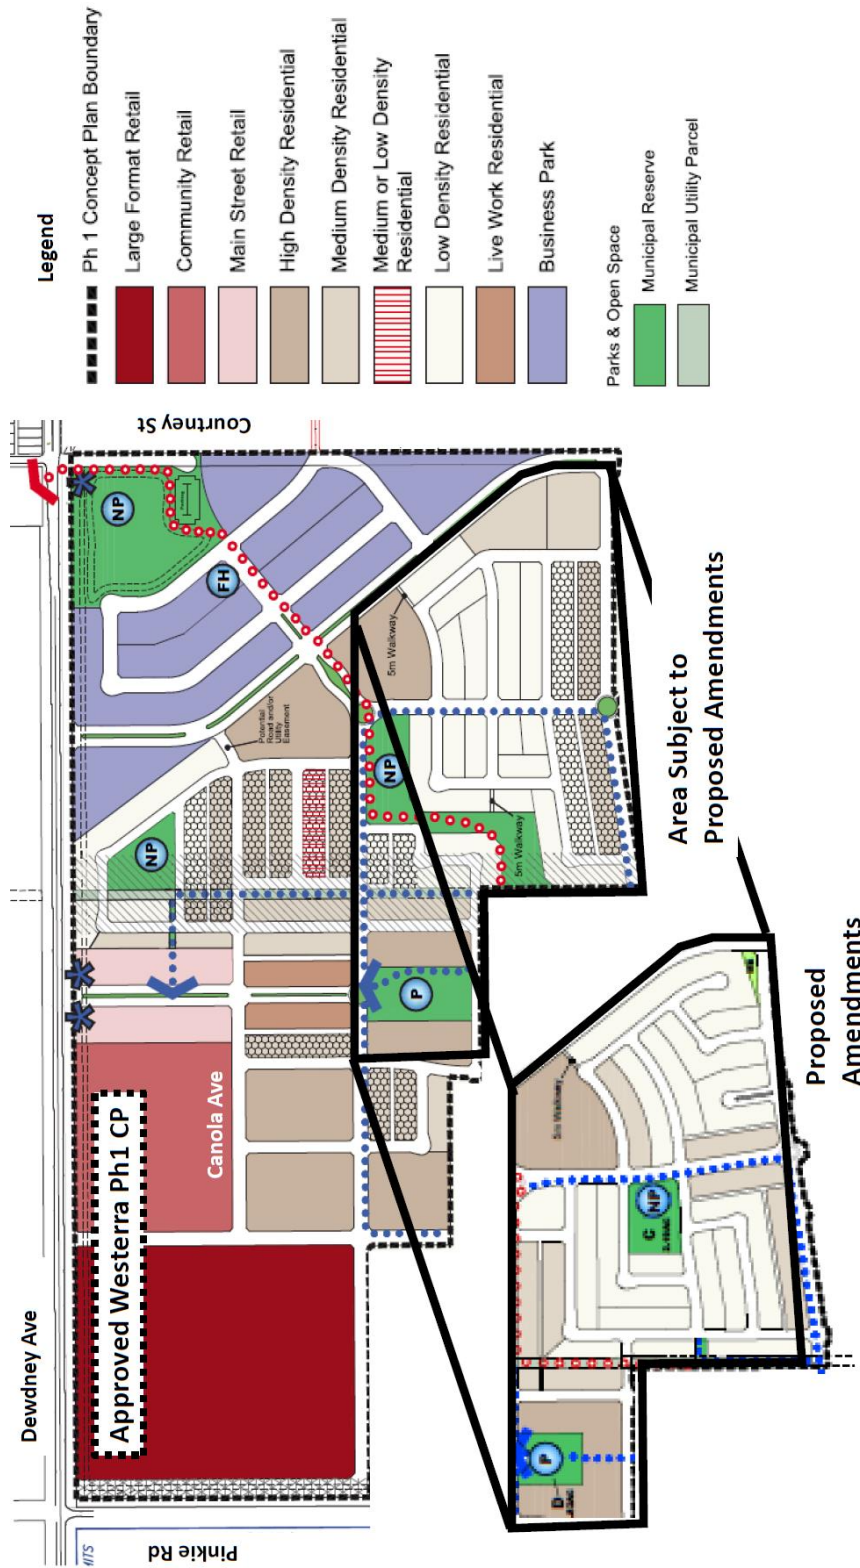 Legend
Ph 1 Concept Plan Boundary
Large Format Retail
Community Retail
Main Street Retail
High Density Residential
Medium Density Residential
Medium or Low Density
Residential
Low Density Residential
Live Work Residential
Business Park
Parks & Open Space
Municipal Reserve
Municipal Utility Parcel
Dewdney Ave
Courtney St
Approved Westerra Ph1 CP
Canola Ave
Pinkie Rd
NP
FH
Potential
Road and/or
Utility
Easement
NP
5m Walkway
NP
5m Walkway
P
Area Subject to
Proposed Amendments
5m Walkway
NP
C
P
D
Proposed
Amendments